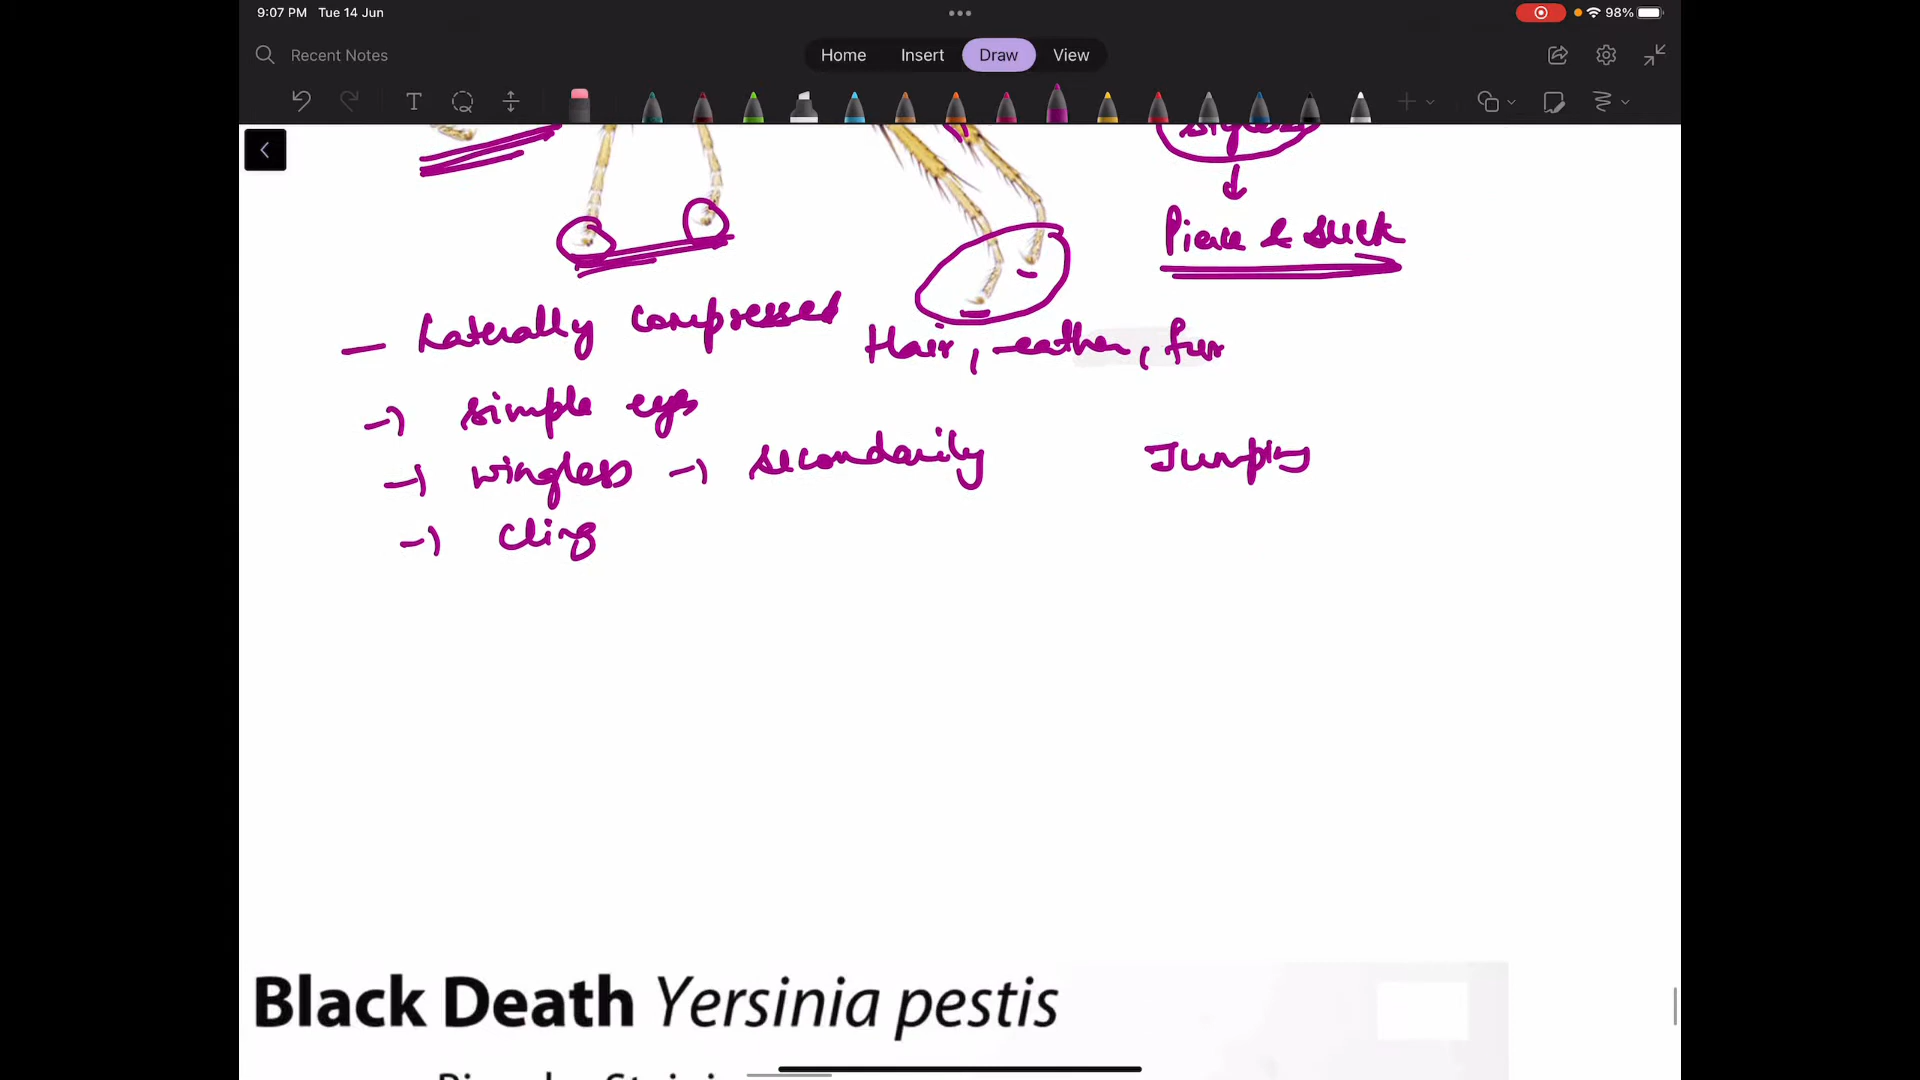 9:07 PM Tue 14 Jun
98%
Recent Notes
Home Insert Draw View
T
Pierce & suck
Laterally compressed
Hair, feather, fur
simple eyes
wingless → secondarily
Jumping
cling
Black Death Yersinia pestis